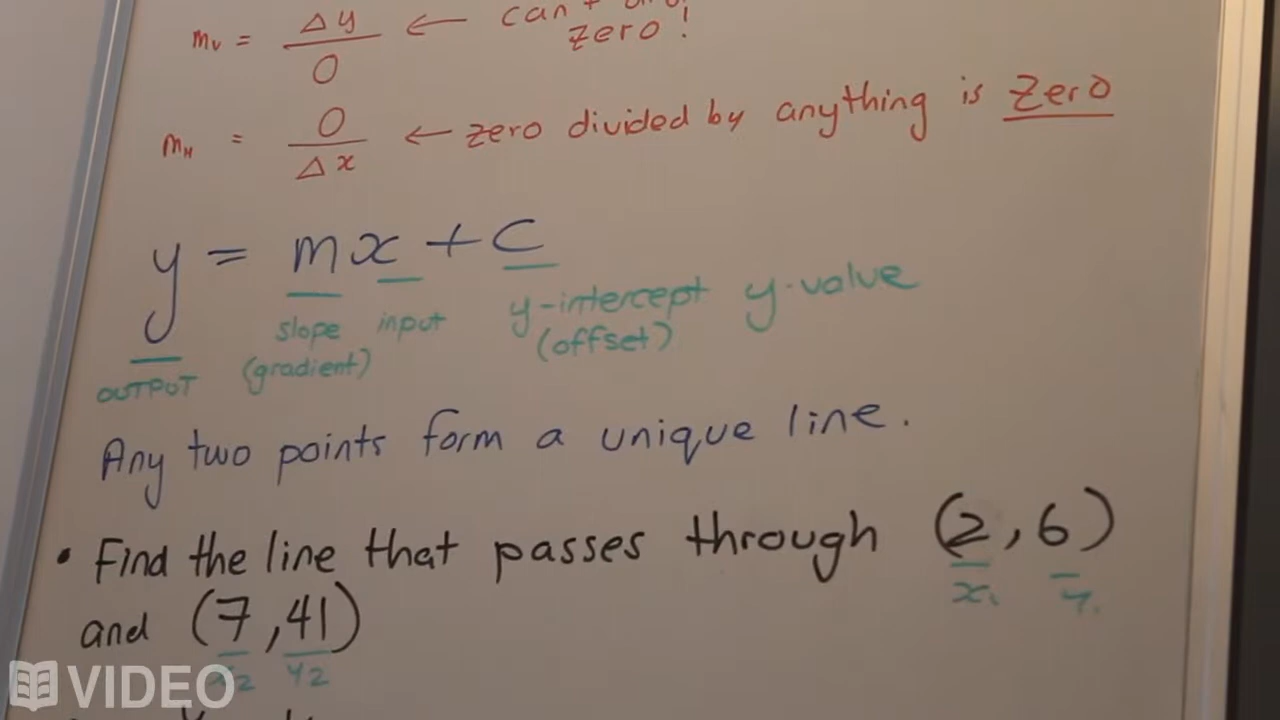 mv = Δy ← can't
0 zero!
mH = 0 ← zero divided by anything is zero
Δx
y = mx + c
slope input y-intercept y-value
OUTPUT (gradient) (offset)
Any two points form a unique line.
• Find the line that passes through (2, 6)
x1 y1
and (7, 41)
x2 y2
VIDEO